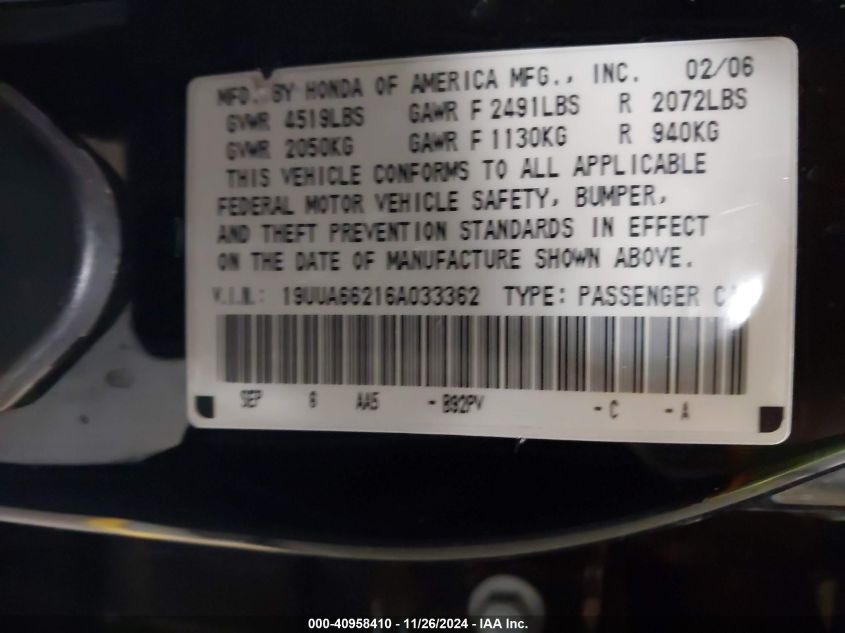 MFD. BY HONDA OF AMERICA MFG., INC. 02/06
GVWR 4519LBS GAWR F 2491LBS R 2072LBS
GVWR 2050KG GAWR F 1130KG R 940KG
THIS VEHICLE CONFORMS TO ALL APPLICABLE
FEDERAL MOTOR VEHICLE SAFETY, BUMPER,
AND THEFT PREVENTION STANDARDS IN EFFECT
ON THE DATE OF MANUFACTURE SHOWN ABOVE.
V.I.N.: 19UUA66216A033362 TYPE: PASSENGER
SEP 6 AA5 - B92PV - C - A
000-40958410 - 11/26/2024 - IAA Inc.